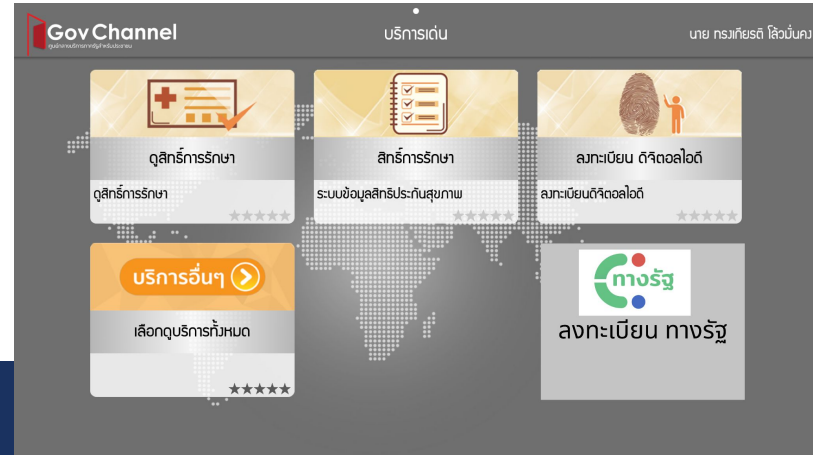 Gov Channel
ศูนย์กลางบริการภาครัฐสำหรับประชาชน
บริการเด่น
นาย ทรงเกียรติ โล้วมั่นคง
ดูสิทธิ์การรักษา
ดูสิทธิ์การรักษา
สิทธิ์การรักษา
ระบบข้อมูลสิทธิประกันสุขภาพ
ลงทะเบียน ดิจิตอลไอดี
ลงทะเบียนดิจิตอลไอดี
บริการอื่นๆ
เลือกดูบริการทั้งหมด
ทางรัฐ
ลงทะเบียน ทางรัฐ